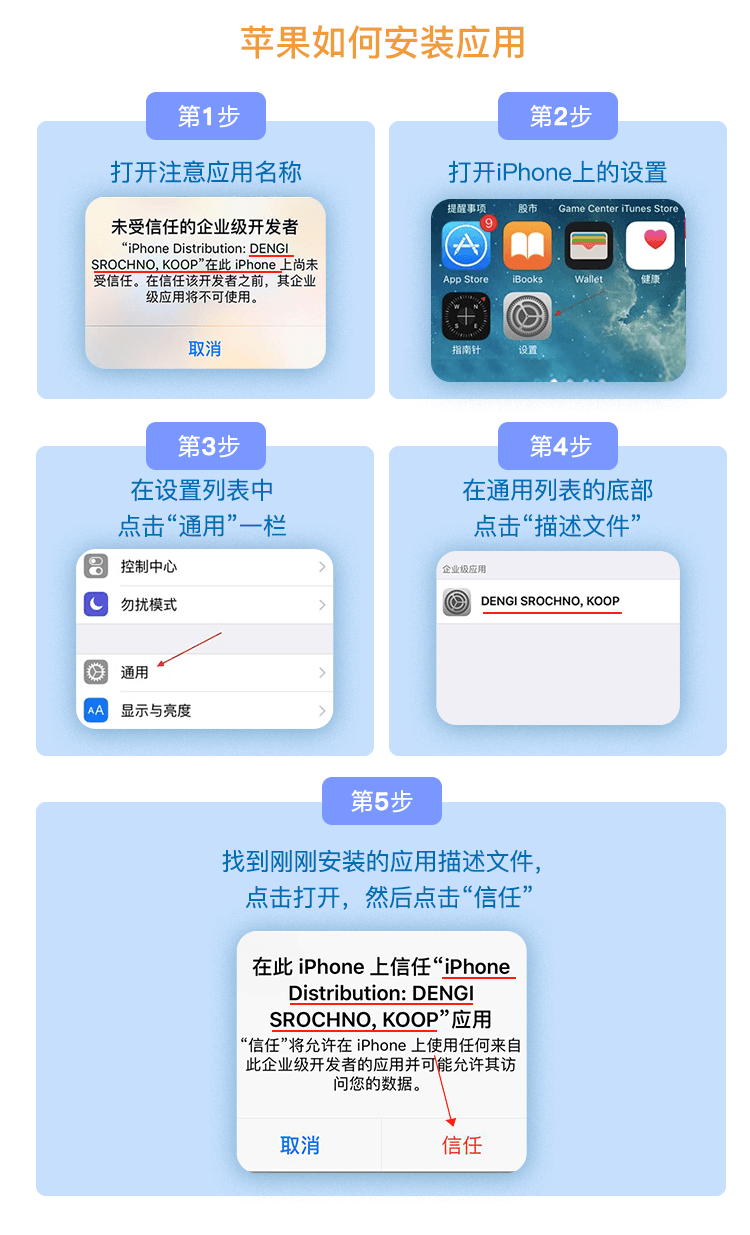 苹果如何安装应用
第1步
打开注意应用名称
未受信任的企业级开发者
“iPhone Distribution: DENGI
SROCHNO, KOOP”在此 iPhone 上尚未
受信任。在信任该开发者之前，其企业
级应用将不可使用。
取消
第2步
打开iPhone上的设置
提醒事项 股市 Game Center iTunes Store
9
App Store iBooks Wallet 健康
N W E S
指南针 设置
第3步
在设置列表中
点击“通用”一栏
控制中心
勿扰模式
通用
AA 显示与亮度
第4步
在通用列表的底部
点击“描述文件”
企业级应用
DENGI SROCHNO, KOOP
第5步
找到刚刚安装的应用描述文件，
点击打开，然后点击“信任”
在此 iPhone 上信任“iPhone
Distribution: DENGI
SROCHNO, KOOP”应用
“信任”将允许在 iPhone 上使用任何来自
此企业级开发者的应用并可能允许其访
问您的数据。
取消 信任